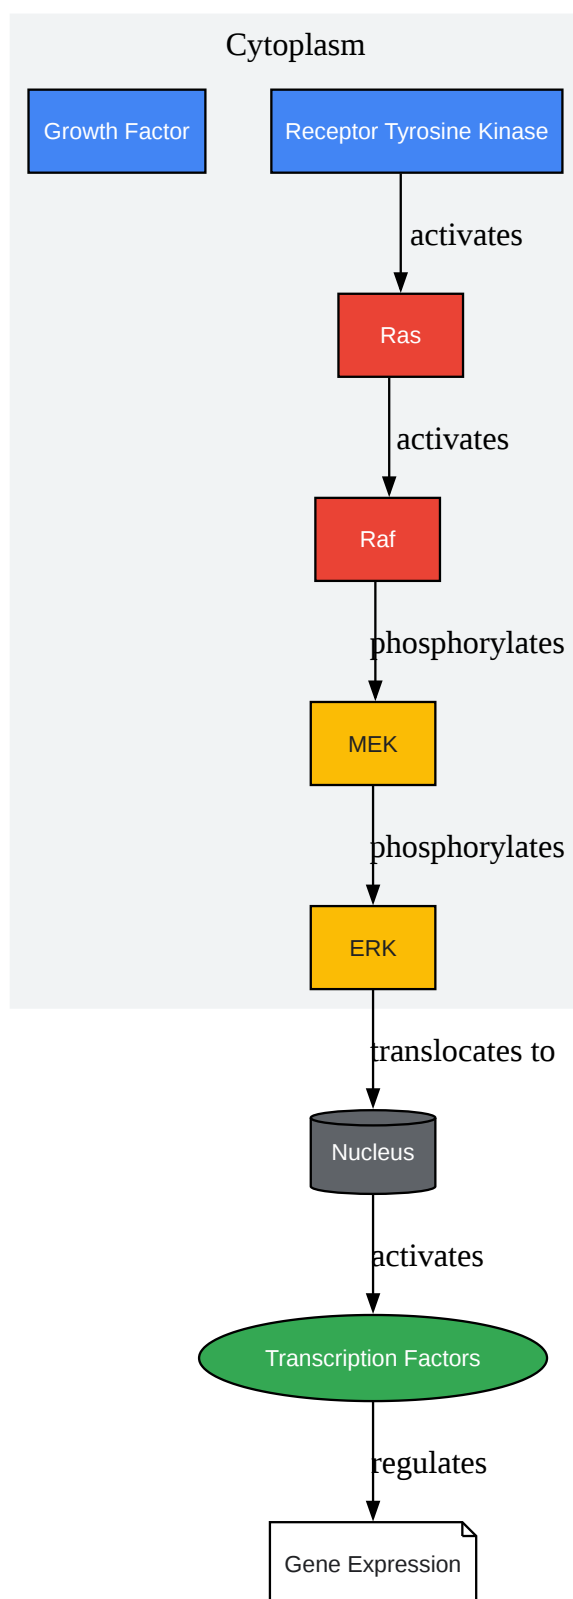 Cytoplasm
Growth Factor
Receptor Tyrosine Kinase
activates
Ras
activates
Raf
phosphorylates
MEK
phosphorylates
ERK
translocates to
Nucleus
activates
Transcription Factors
regulates
Gene Expression